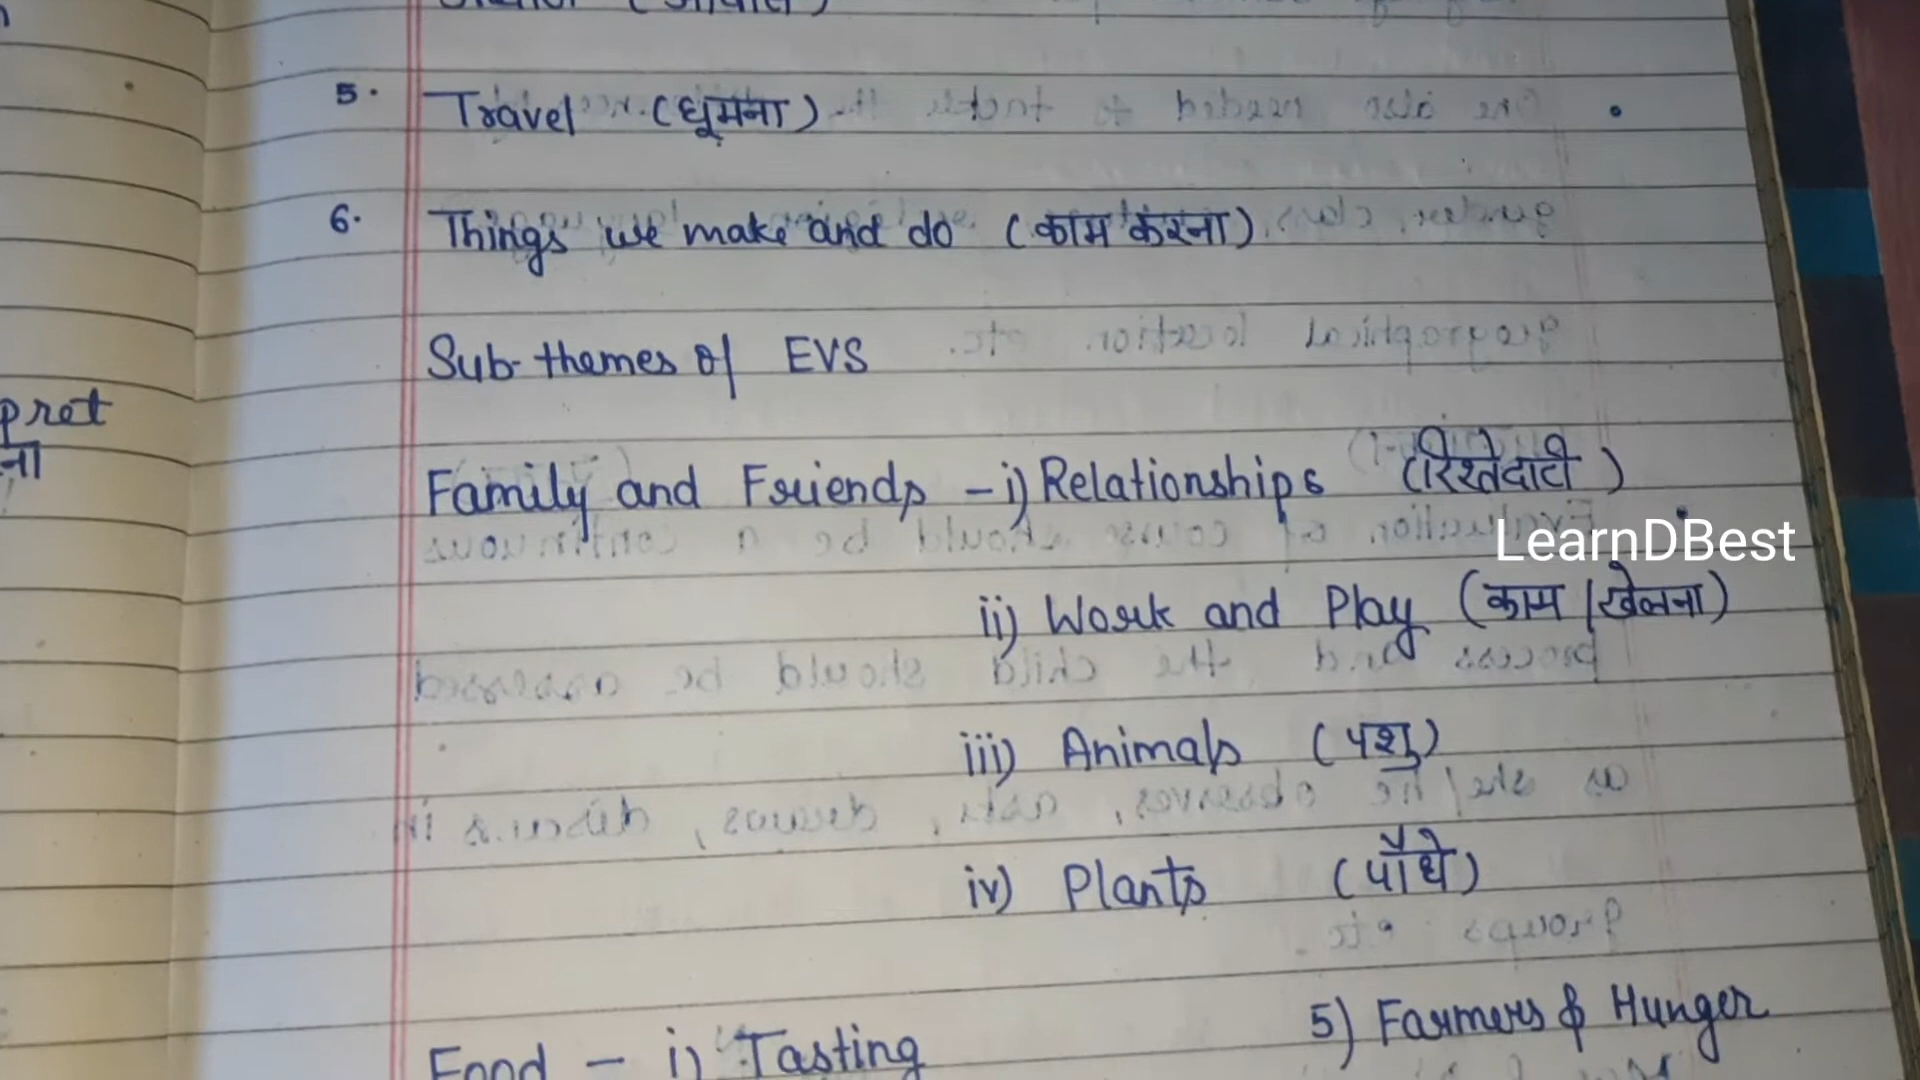 5. Travel (घूमना)
6. Things we make and do (काम करना)
Sub-themes of EVS
pret
ना
Family and Friends – i) Relationships (रिश्तेदारी)
LearnDBest
ii) Work and Play (काम / खेलना)
iii) Animals (पशु)
iv) Plants (पौधे)
5) Farmers & Hunger
Food – i) Tasting